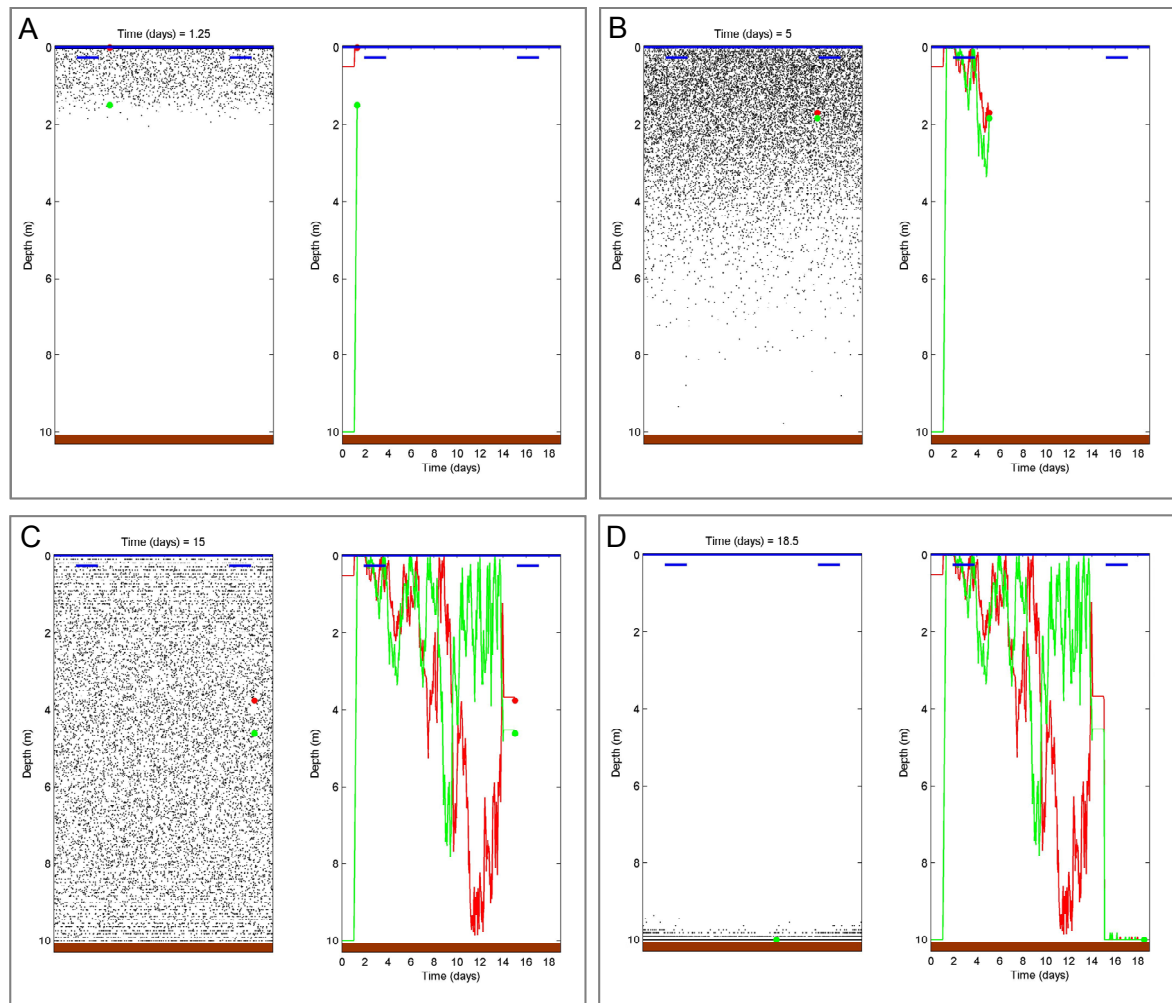 A
Time (days) = 1.25
0
2
4
6
8
10
Depth (m)
0
2
4
6
8
10
Depth (m)
0 2 4 6 8 10 12 14 16 18
Time (days)
B
Time (days) = 5
0
2
4
6
8
10
Depth (m)
0
2
4
6
8
10
Depth (m)
0 2 4 6 8 10 12 14 16 18
Time (days)
C
Time (days) = 15
0
2
4
6
8
10
Depth (m)
0
2
4
6
8
10
Depth (m)
0 2 4 6 8 10 12 14 16 18
Time (days)
D
Time (days) = 18.5
0
2
4
6
8
10
Depth (m)
0
2
4
6
8
10
Depth (m)
0 2 4 6 8 10 12 14 16 18
Time (days)